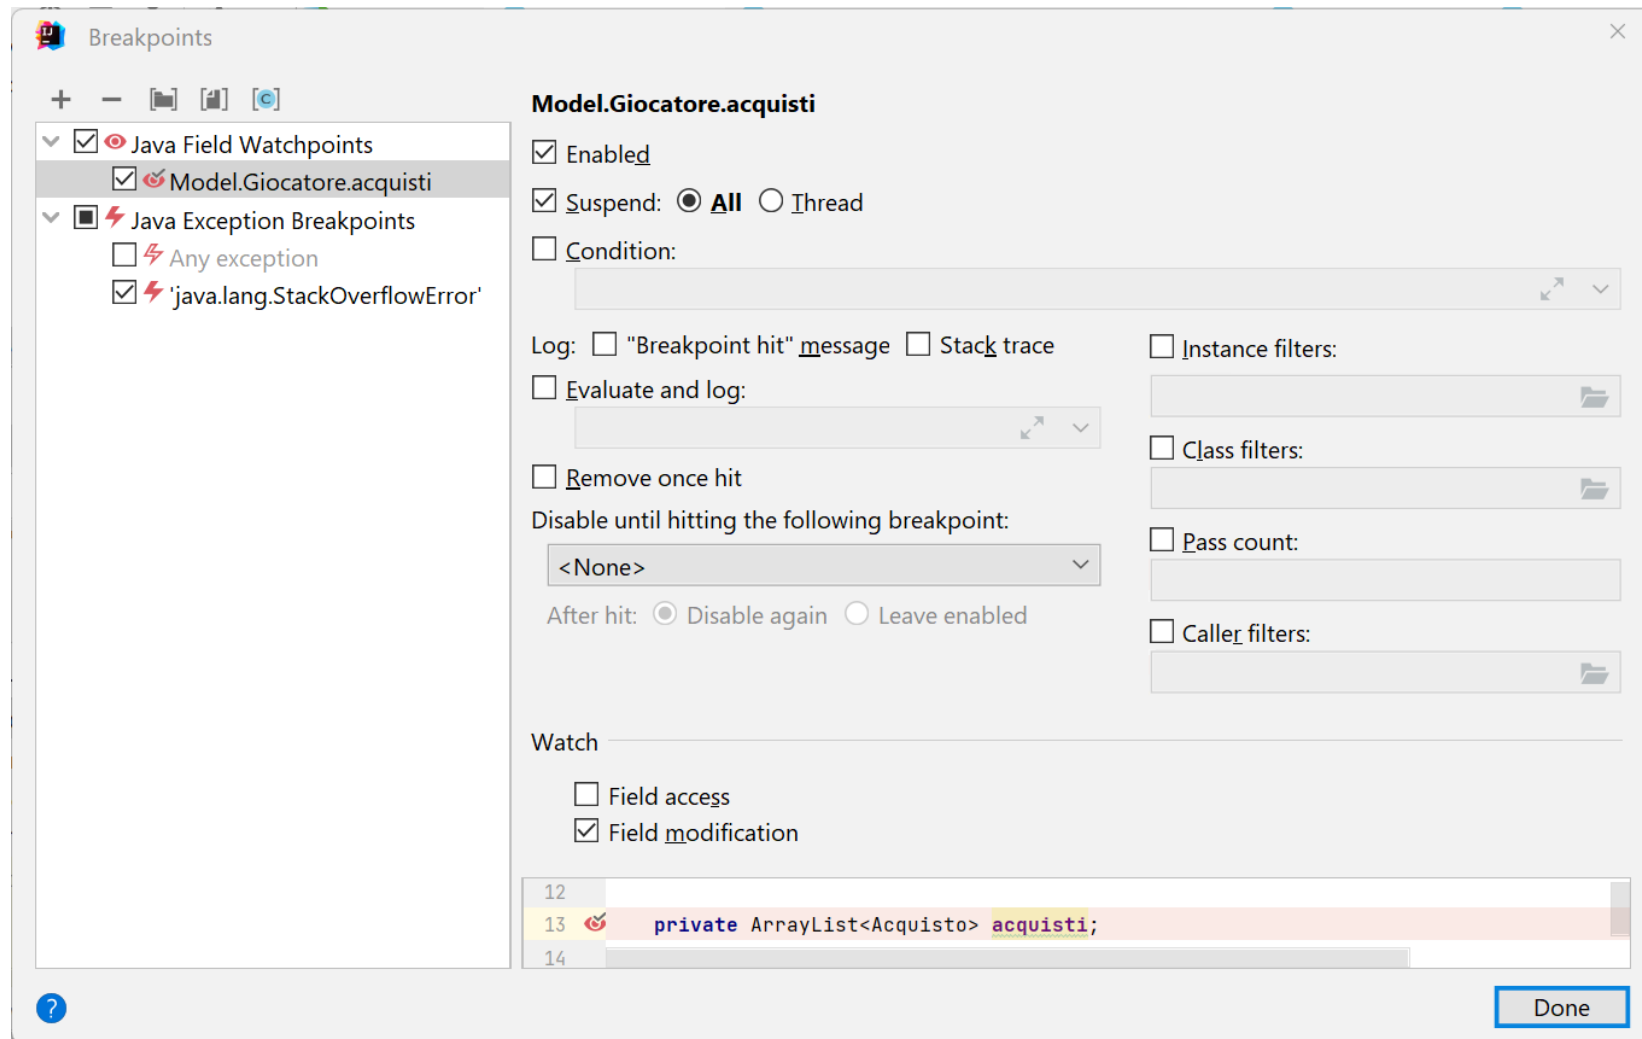 Breakpoints
Model.Giocatore.acquisti
Java Field Watchpoints
Model.Giocatore.acquisti
Java Exception Breakpoints
Any exception
'java.lang.StackOverflowError'
Enabled
Suspend: All Thread
Condition:
Log: "Breakpoint hit" message Stack trace
Evaluate and log:
Remove once hit
Disable until hitting the following breakpoint:
<None>
After hit: Disable again Leave enabled
Instance filters:
Class filters:
Pass count:
Caller filters:
Watch
Field access
Field modification
12
13 private ArrayList<Acquisto> acquisti;
14
? Done